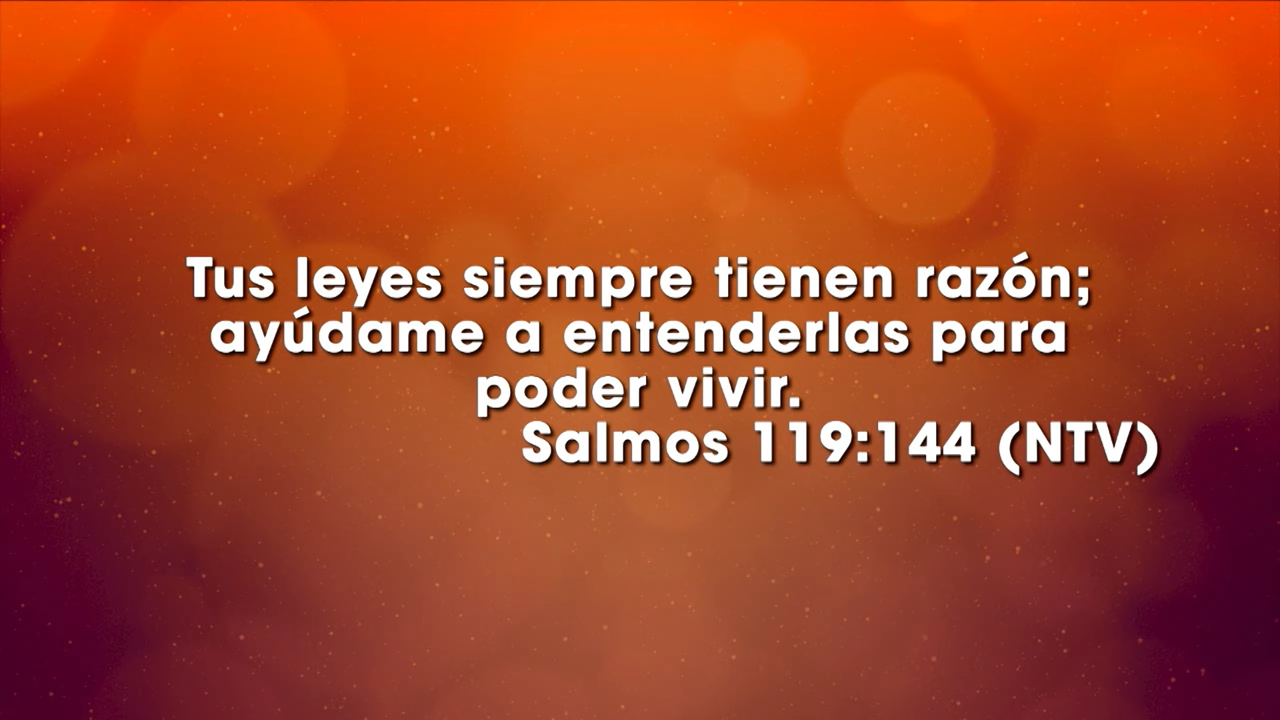 Tus leyes siempre tienen razón;
ayúdame a entenderlas para
poder vivir.
Salmos 119:144 (NTV)